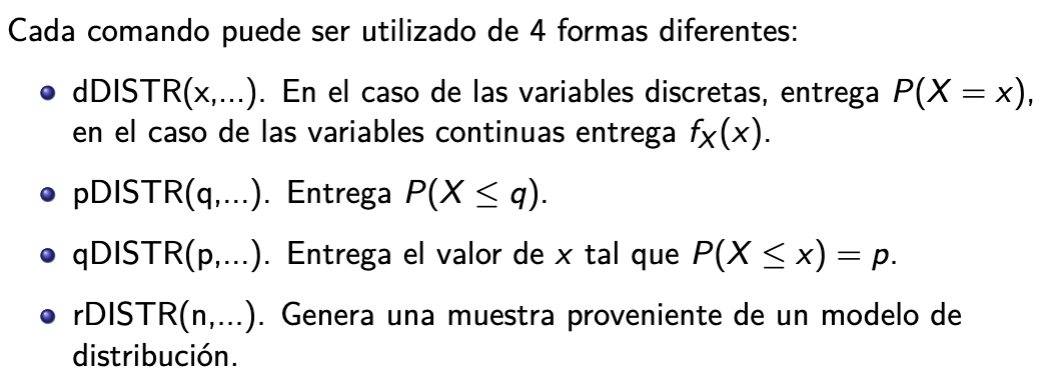 Cada comando puede ser utilizado de 4 formas diferentes:
dDISTR(x,...). En el caso de las variables discretas, entrega P(X = x),
en el caso de las variables continuas entrega f_X(x).
pDISTR(q,...). Entrega P(X ≤ q).
qDISTR(p,...). Entrega el valor de x tal que P(X ≤ x) = p.
rDISTR(n,...). Genera una muestra proveniente de un modelo de
distribución.